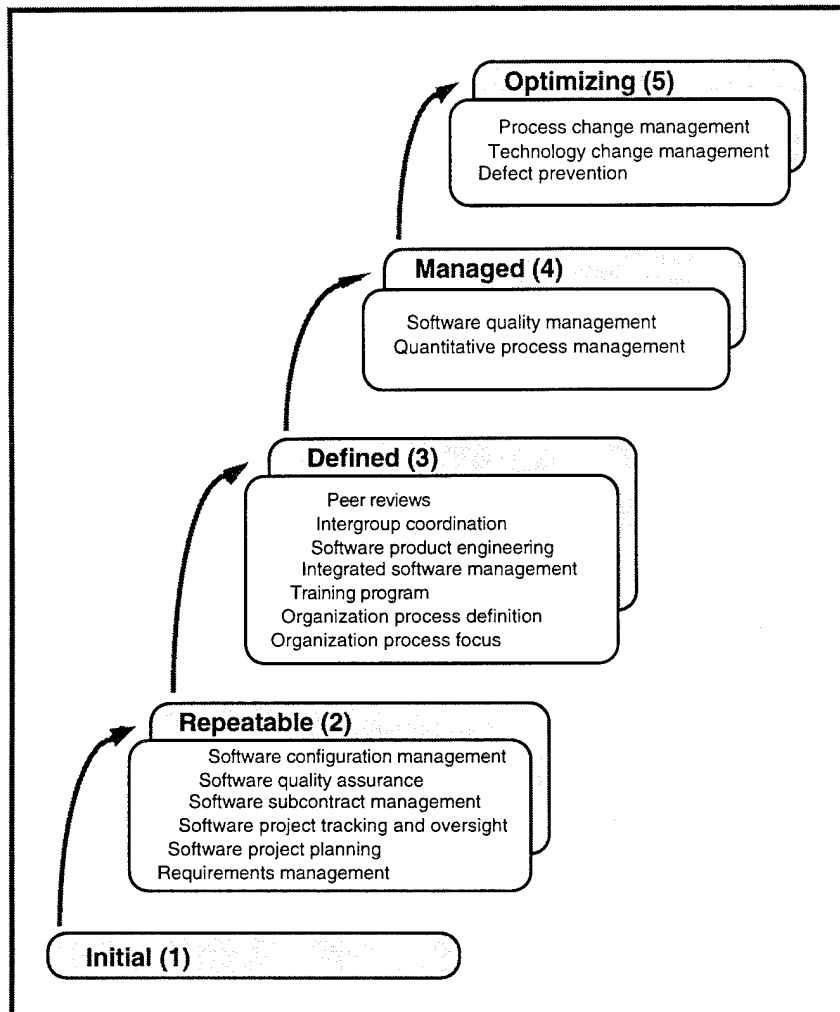 Optimizing (5)
Process change management
Technology change management
Defect prevention
Managed (4)
Software quality management
Quantitative process management
Defined (3)
Peer reviews
Intergroup coordination
Software product engineering
Integrated software management
Training program
Organization process definition
Organization process focus
Repeatable (2)
Software configuration management
Software quality assurance
Software subcontract management
Software project tracking and oversight
Software project planning
Requirements management
Initial (1)